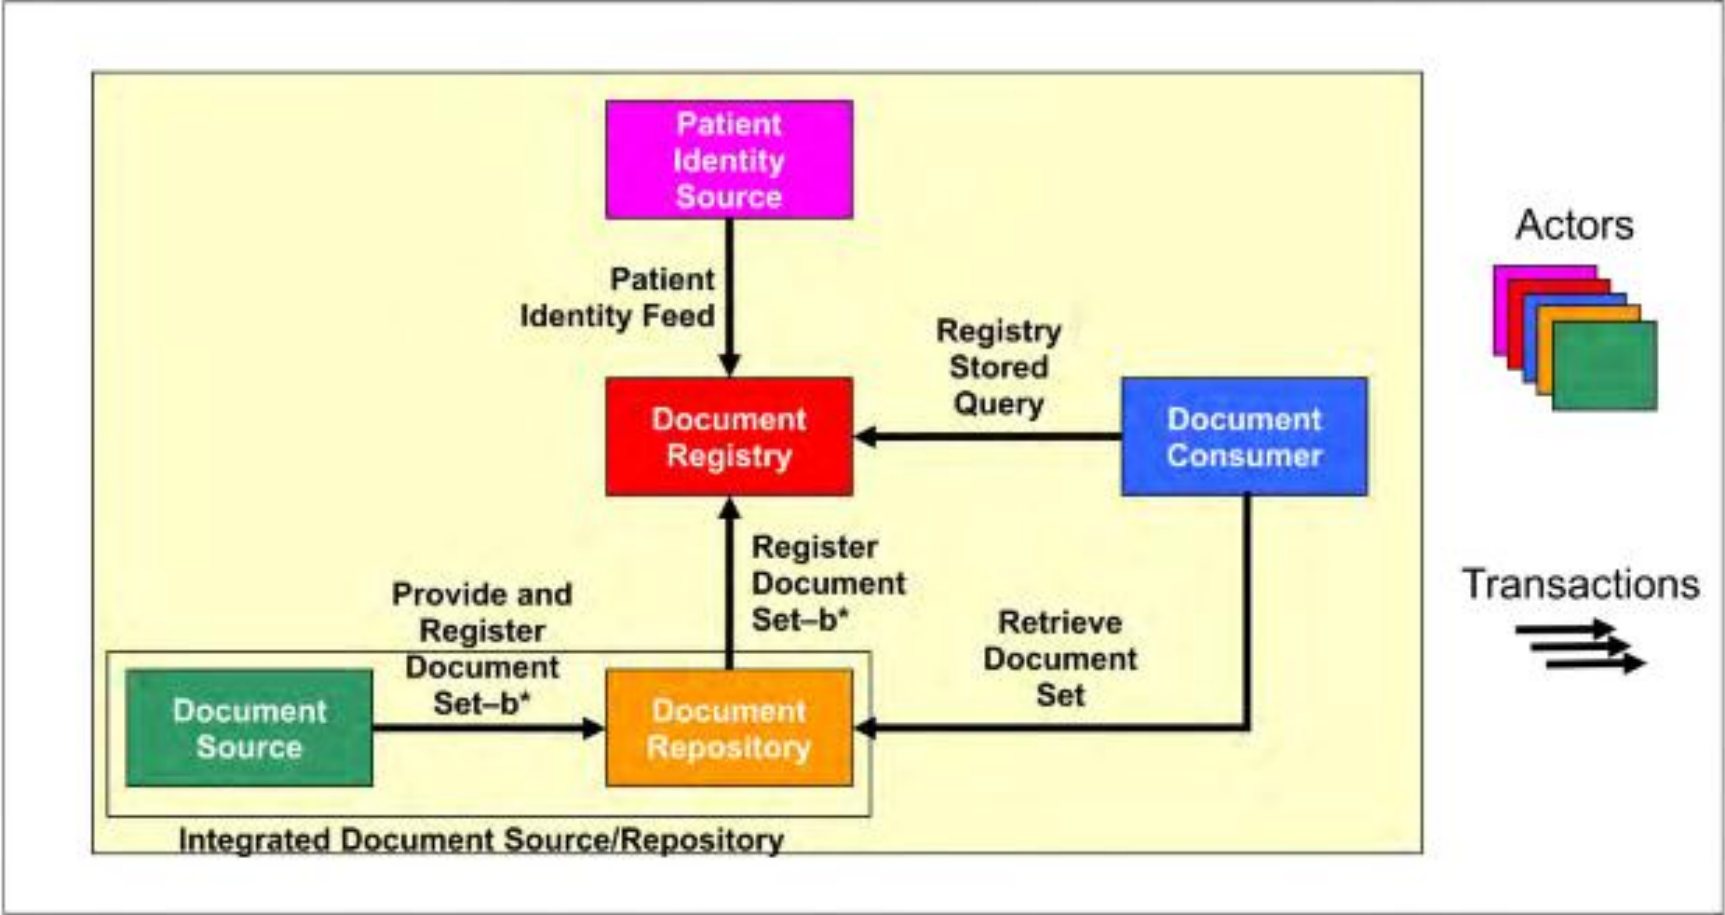 Patient
Identity
Source
Patient
Identity Feed
Registry
Stored
Query
Document
Registry
Document
Consumer
Register
Document
Set–b*
Provide and
Register
Document
Set–b*
Retrieve
Document
Set
Document
Source
Document
Repository
Integrated Document Source/Repository
Actors
Transactions